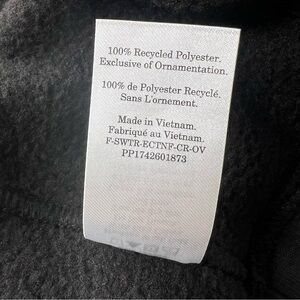 100% Recycled Polyester.
Exclusive of Ornamentation.
100% de Polyester Recyclé.
Sans L'ornement.
Made in Vietnam.
Fabriqué au Vietnam.
F-SWTR-ECTNF-CR-OV
PP1742601873